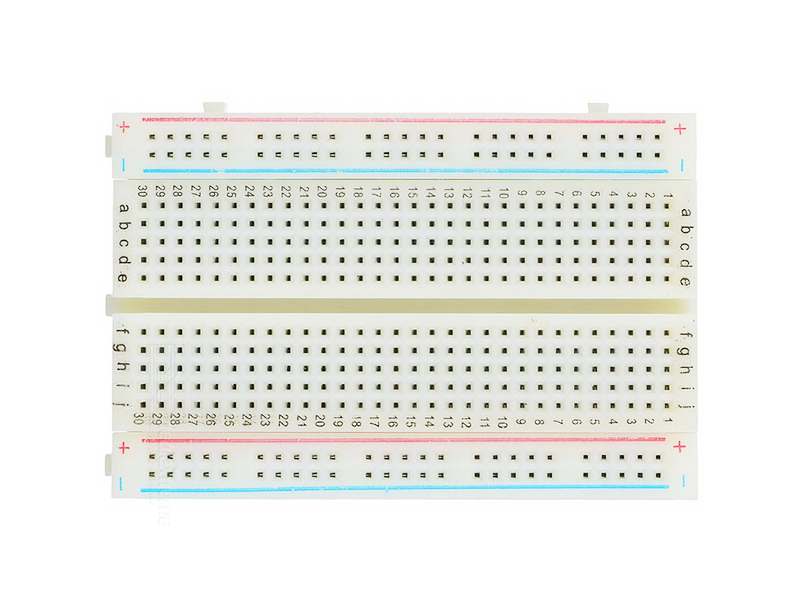 + +
- -
30 29 28 27 26 25 24 23 22 21 20 19 18 17 16 15 14 13 12 11 10 9 8 7 6 5 4 3 2 1
a a
b b
c c
d d
e e
f f
g g
h h
i i
j j
30 29 28 27 26 25 24 23 22 21 20 19 18 17 16 15 14 13 12 11 10 9 8 7 6 5 4 3 2 1
+ +
- -